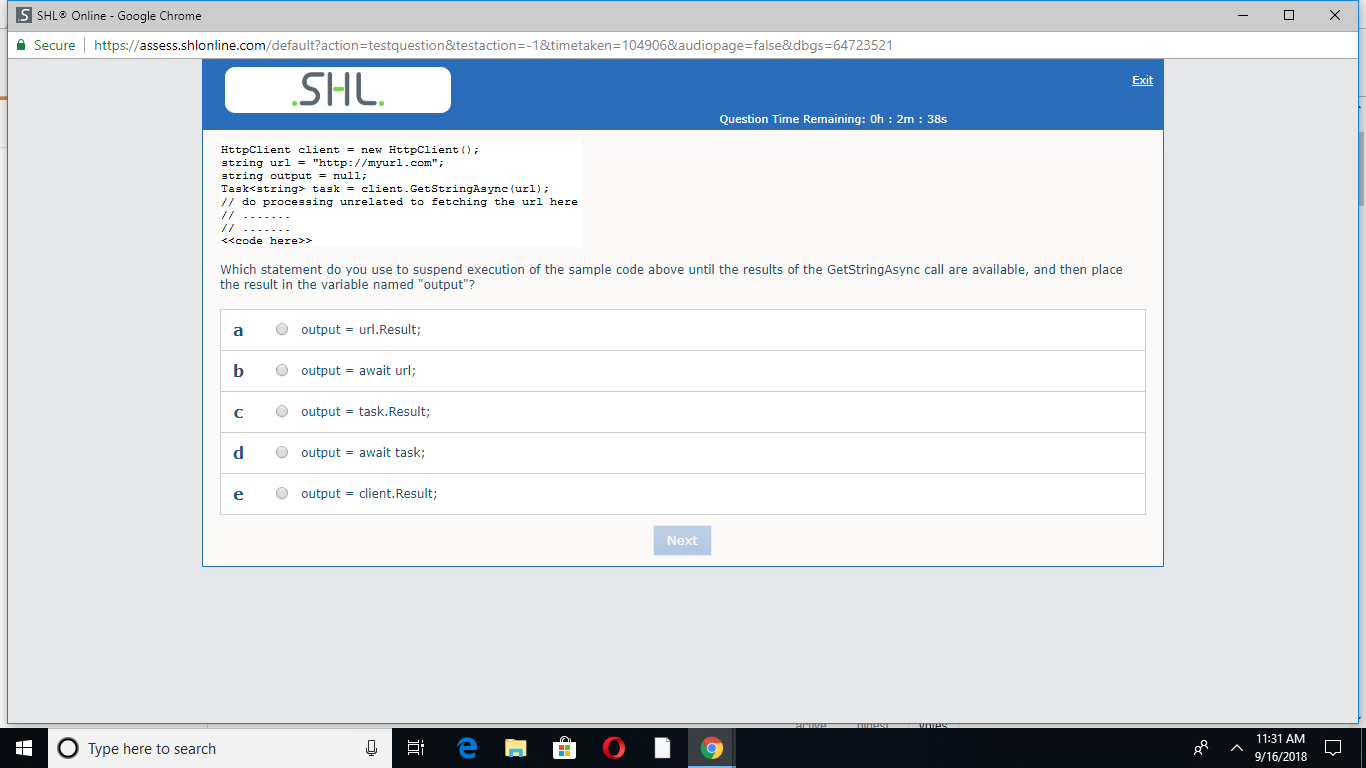 SHL® Online - Google Chrome
Secure https://assess.shlonline.com/default?action=testquestion&testaction=-1&timetaken=104906&audiopage=false&dbgs=64723521
.SHL.
Exit
Question Time Remaining: 0h : 2m : 38s
HttpClient client = new HttpClient();
string url = "http://myurl.com";
string output = null;
Task<string> task = client.GetStringAsync(url);
// do processing unrelated to fetching the url here
// .......
// .......
<<code here>>
Which statement do you use to suspend execution of the sample code above until the results of the GetStringAsync call are available, and then place
the result in the variable named "output"?
a output = url.Result;
b output = await url;
c output = task.Result;
d output = await task;
e output = client.Result;
Next
active oldest votes
Type here to search
11:31 AM
9/16/2018